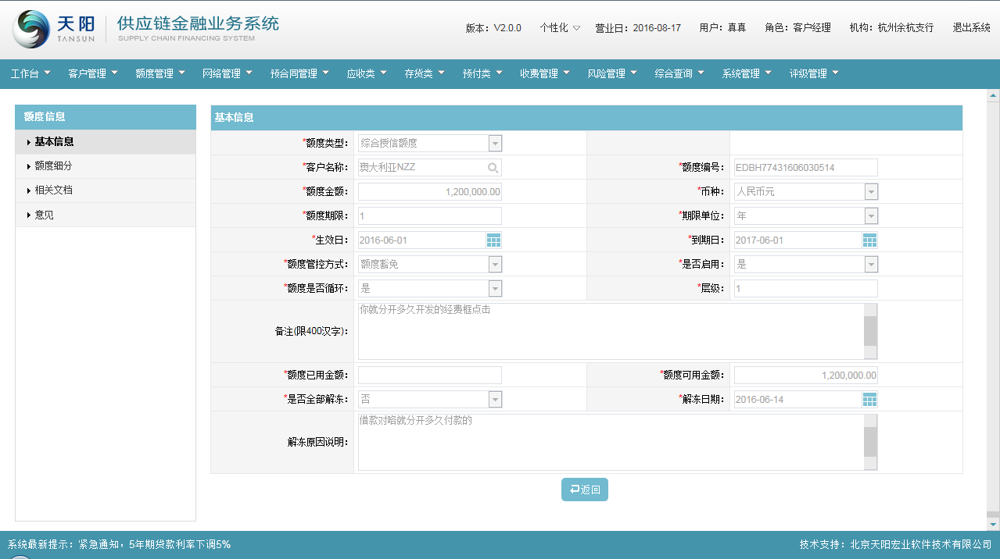 天阳 TANSUN 供应链金融业务系统 SUPPLY CHAIN FINANCING SYSTEM
版本：V2.0.0 个性化 营业日：2016-08-17 用户：真真 角色：客户经理 机构：杭州余杭支行 退出系统
工作台 客户管理 额度管理 网络管理 预合同管理 应收类 存货类 预付类 收费管理 风险管理 综合查询 系统管理 评级管理
额度信息
基本信息
额度细分
相关文档
意见
基本信息
*额度类型： 综合授信额度
*客户名称： 澳大利亚NZZ *额度编号： EDBH77431606030514
*额度金额： 1,200,000.00 *币种： 人民币元
*额度期限： 1 *期限单位： 年
*生效日： 2016-06-01 *到期日： 2017-06-01
*额度管控方式： 额度豁免 *是否启用： 是
*额度是否循环： 是 *层级： 1
备注(限400汉字)： 你就分开多久开发的经费框点击
*额度已用金额： *额度可用金额： 1,200,000.00
*是否全部解冻： 否 *解冻日期： 2016-06-14
解冻原因说明： 借款对咯就分开多久付款的
返回
系统最新提示：紧急通知，5年期贷款利率下调5% 技术支持：北京天阳宏业软件技术有限公司